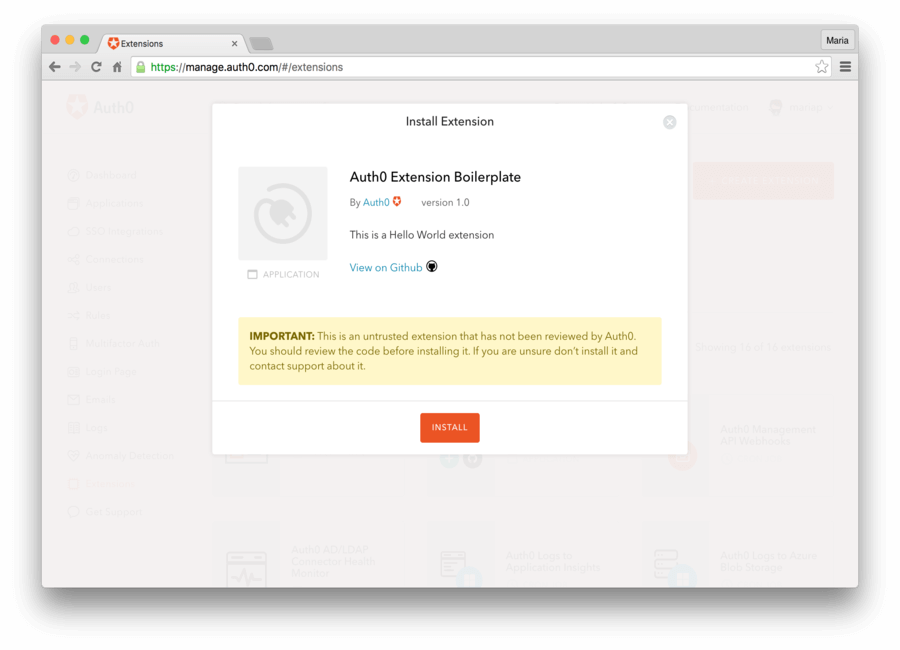 Extensions
Maria
https://manage.auth0.com/#/extensions
Auth0
Install Extension
Auth0 Extension Boilerplate
By Auth0 version 1.0
This is a Hello World extension
View on Github
APPLICATION
IMPORTANT: This is an untrusted extension that has not been reviewed by Auth0.
You should review the code before installing it. If you are unsure don't install it and
contact support about it.
INSTALL
Dashboard
Applications
SSO Integrations
Connections
Users
Rules
Multifactor Auth
Login Page
Emails
Logs
Anomaly Detection
Extensions
Get Support
Showing 16 of 16 extensions
Auth0 Management
API Webhooks
Auth0 AD/LDAP
Connector Health
Monitor
Auth0 Logs to
Application Insights
Auth0 Logs to Azure
Blob Storage